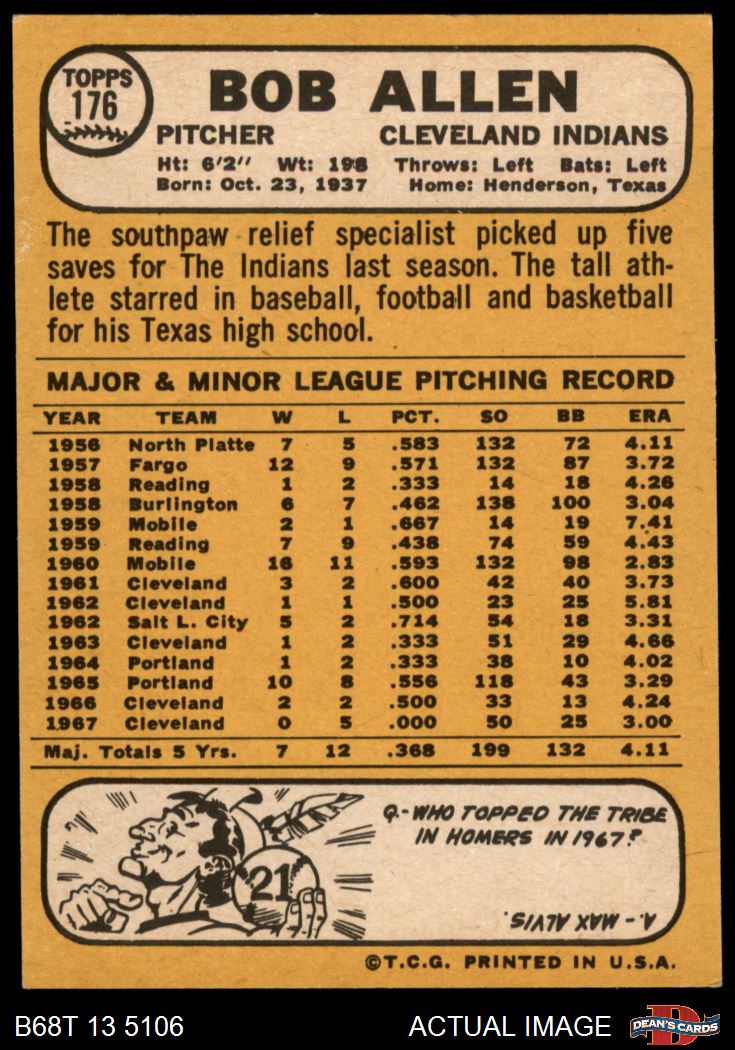 TOPPS
176
BOB ALLEN
PITCHER CLEVELAND INDIANS
Ht: 6'2" Wt: 198 Throws: Left Bats: Left
Born: Oct. 23, 1937 Home: Henderson, Texas
The southpaw relief specialist picked up five
saves for The Indians last season. The tall ath-
lete starred in baseball, football and basketball
for his Texas high school.
MAJOR & MINOR LEAGUE PITCHING RECORD
YEAR TEAM W L PCT. SO BB ERA
1956 North Platte 7 5 .583 132 72 4.11
1957 Fargo 12 9 .571 132 87 3.72
1958 Reading 1 2 .333 14 18 4.26
1958 Burlington 6 7 .462 138 100 3.04
1959 Mobile 2 1 .667 14 19 7.41
1959 Reading 7 9 .438 74 59 4.43
1960 Mobile 16 11 .593 132 98 2.83
1961 Cleveland 3 2 .600 42 40 3.73
1962 Cleveland 1 1 .500 23 25 5.81
1962 Salt L. City 5 2 .714 54 18 3.31
1963 Cleveland 1 2 .333 51 29 4.66
1964 Portland 1 2 .333 38 10 4.02
1965 Portland 10 8 .556 118 43 3.29
1966 Cleveland 2 2 .500 33 13 4.24
1967 Cleveland 0 5 .000 50 25 3.00
Maj. Totals 5 Yrs. 7 12 .368 199 132 4.11
Q.-WHO TOPPED THE TRIBE
IN HOMERS IN 1967?
21
A.- MAX ALVIS.
©T.C.G. PRINTED IN U.S.A.
B68T 13 5106 ACTUAL IMAGE
D
DEAN'S CARDS